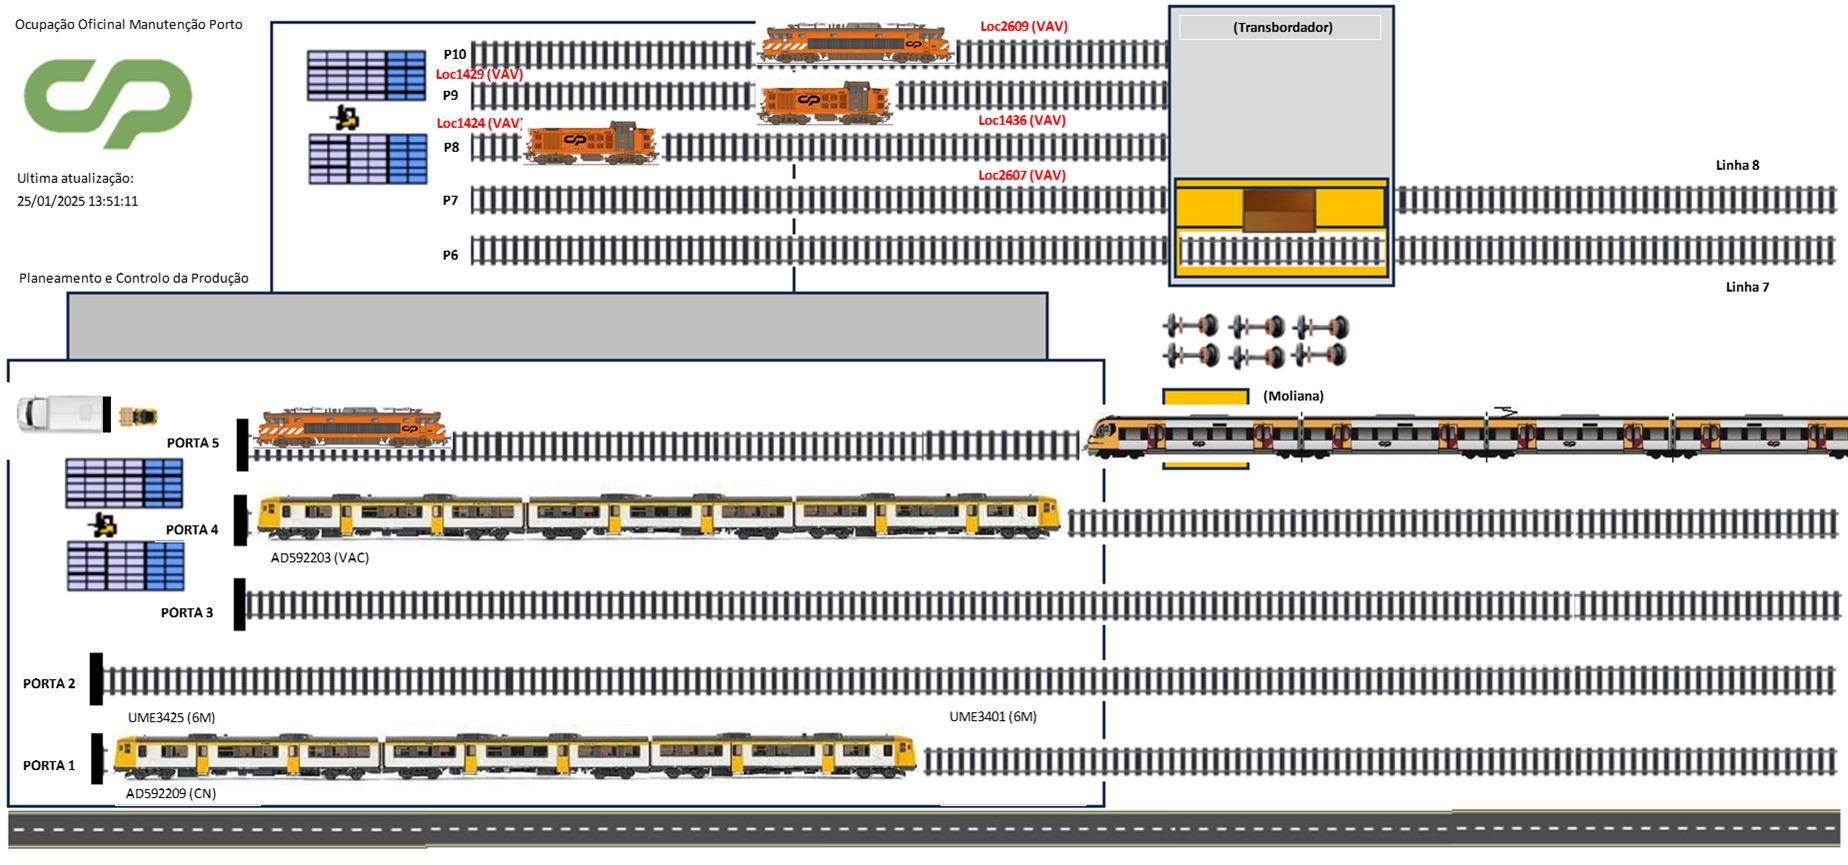 Ocupação Oficinal Manutenção Porto
Ultima atualização:
25/01/2025 13:51:11
Planeamento e Controlo da Produção
Loc2609 (VAV)
(Transbordador)
P10
Loc1429 (VAV)
P9
Loc1424 (VAV)
Loc1436 (VAV)
P8
Loc2607 (VAV)
Linha 8
P7
P6
Linha 7
(Moliana)
PORTA 5
PORTA 4
AD592203 (VAC)
PORTA 3
PORTA 2
UME3425 (6M)
UME3401 (6M)
PORTA 1
AD592209 (CN)